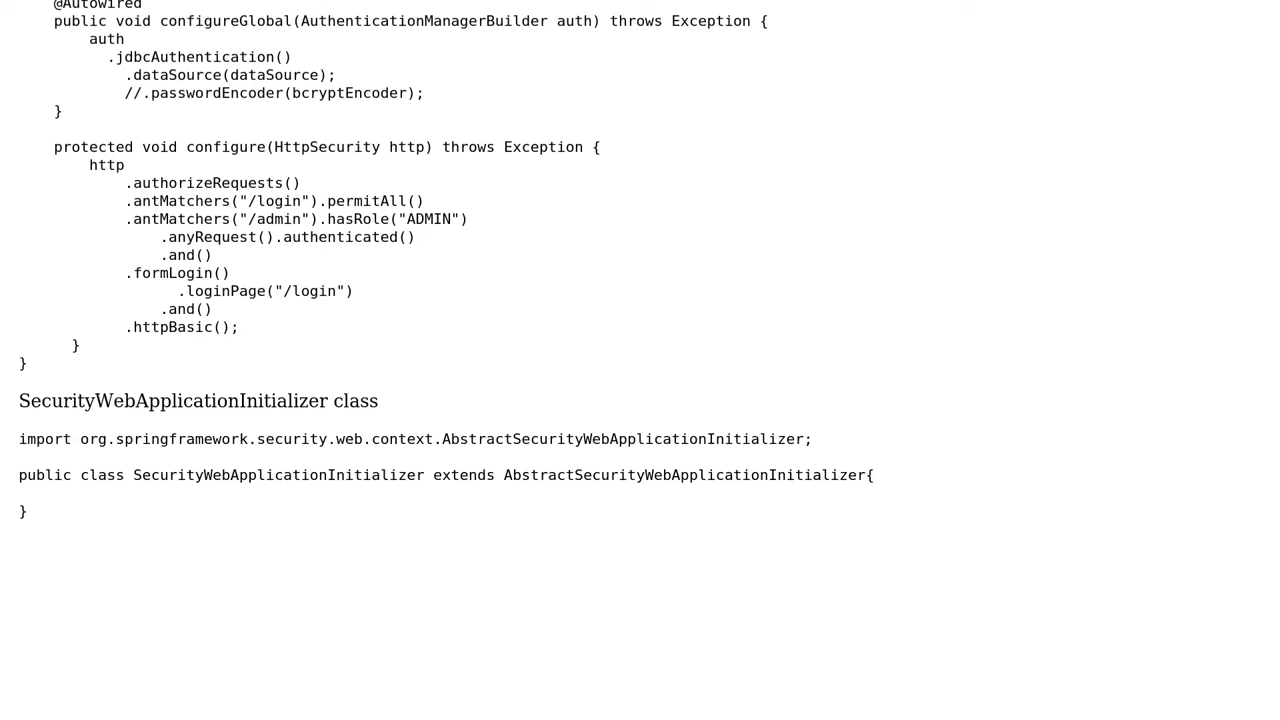 @Autowired
public void configureGlobal(AuthenticationManagerBuilder auth) throws Exception {
auth
.jdbcAuthentication()
.dataSource(dataSource);
//.passwordEncoder(bcryptEncoder);
}
protected void configure(HttpSecurity http) throws Exception {
http
.authorizeRequests()
.antMatchers("/login").permitAll()
.antMatchers("/admin").hasRole("ADMIN")
.anyRequest().authenticated()
.and()
.formLogin()
.loginPage("/login")
.and()
.httpBasic();
}
}
SecurityWebApplicationInitializer class
import org.springframework.security.web.context.AbstractSecurityWebApplicationInitializer;
public class SecurityWebApplicationInitializer extends AbstractSecurityWebApplicationInitializer{
}